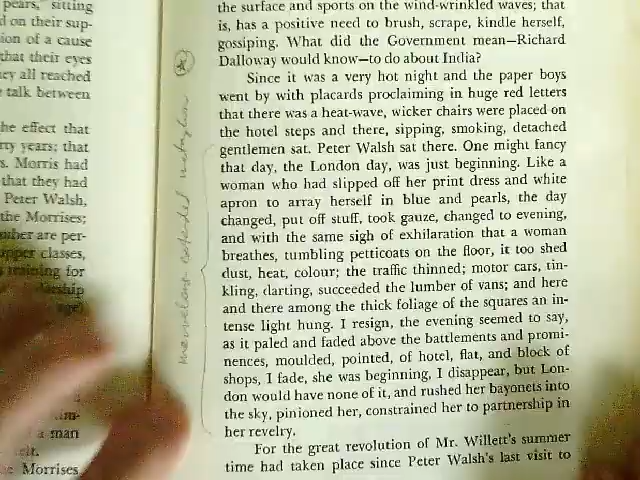 pears," sitting
d on their sup-
ion of a cause
that their eyes
ey all reached
talk between
he effect that
rty years; that
s. Morris had
that they had
Peter Walsh,
the Morrises;
other are per-
upper classes,
training for
a man
e Morrises
the surface and sports on the wind-wrinkled waves; that
is, has a positive need to brush, scrape, kindle herself,
gossiping. What did the Government mean—Richard
Dalloway would know—to do about India?
Since it was a very hot night and the paper boys
went by with placards proclaiming in huge red letters
that there was a heat-wave, wicker chairs were placed on
the hotel steps and there, sipping, smoking, detached
gentlemen sat. Peter Walsh sat there. One might fancy
that day, the London day, was just beginning. Like a
woman who had slipped off her print dress and white
apron to array herself in blue and pearls, the day
changed, put off stuff, took gauze, changed to evening,
and with the same sigh of exhilaration that a woman
breathes, tumbling petticoats on the floor, it too shed
dust, heat, colour; the traffic thinned; motor cars, tin-
kling, darting, succeeded the lumber of vans; and here
and there among the thick foliage of the squares an in-
tense light hung. I resign, the evening seemed to say,
as it paled and faded above the battlements and promi-
nences, moulded, pointed, of hotel, flat, and block of
shops, I fade, she was beginning, I disappear, but Lon-
don would have none of it, and rushed her bayonets into
the sky, pinioned her, constrained her to partnership in
her revelry.
For the great revolution of Mr. Willett's summer
time had taken place since Peter Walsh's last visit to
marvelous extended metaphor